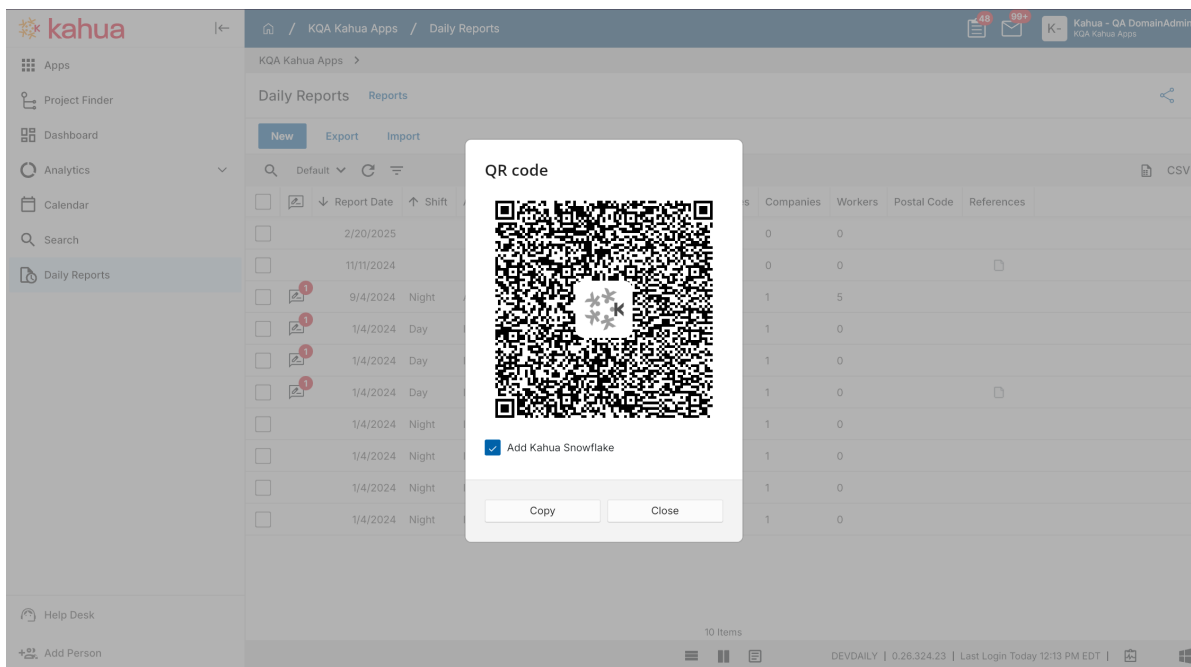 kahua
/ KQA Kahua Apps / Daily Reports
48
99+
K-
Kahua - QA DomainAdmin
KQA Kahua Apps
Apps
Project Finder
Dashboard
Analytics
Calendar
Search
Daily Reports
Help Desk
Add Person
KQA Kahua Apps >
Daily Reports Reports
New Export Import
Default
CSV
Report Date Shift Companies Workers Postal Code References
2/20/2025 0 0
11/11/2024 0 0
1 9/4/2024 Night 1 5
1 1/4/2024 Day 1 0
1 1/4/2024 Day 1 0
1 1/4/2024 Day 1 0
1/4/2024 Night 1 0
1/4/2024 Night 1 0
1/4/2024 Night 1 0
1/4/2024 Night 1 0
QR code
K
Add Kahua Snowflake
Copy Close
10 Items
DEVDAILY | 0.26.324.23 | Last Login Today 12:13 PM EDT |